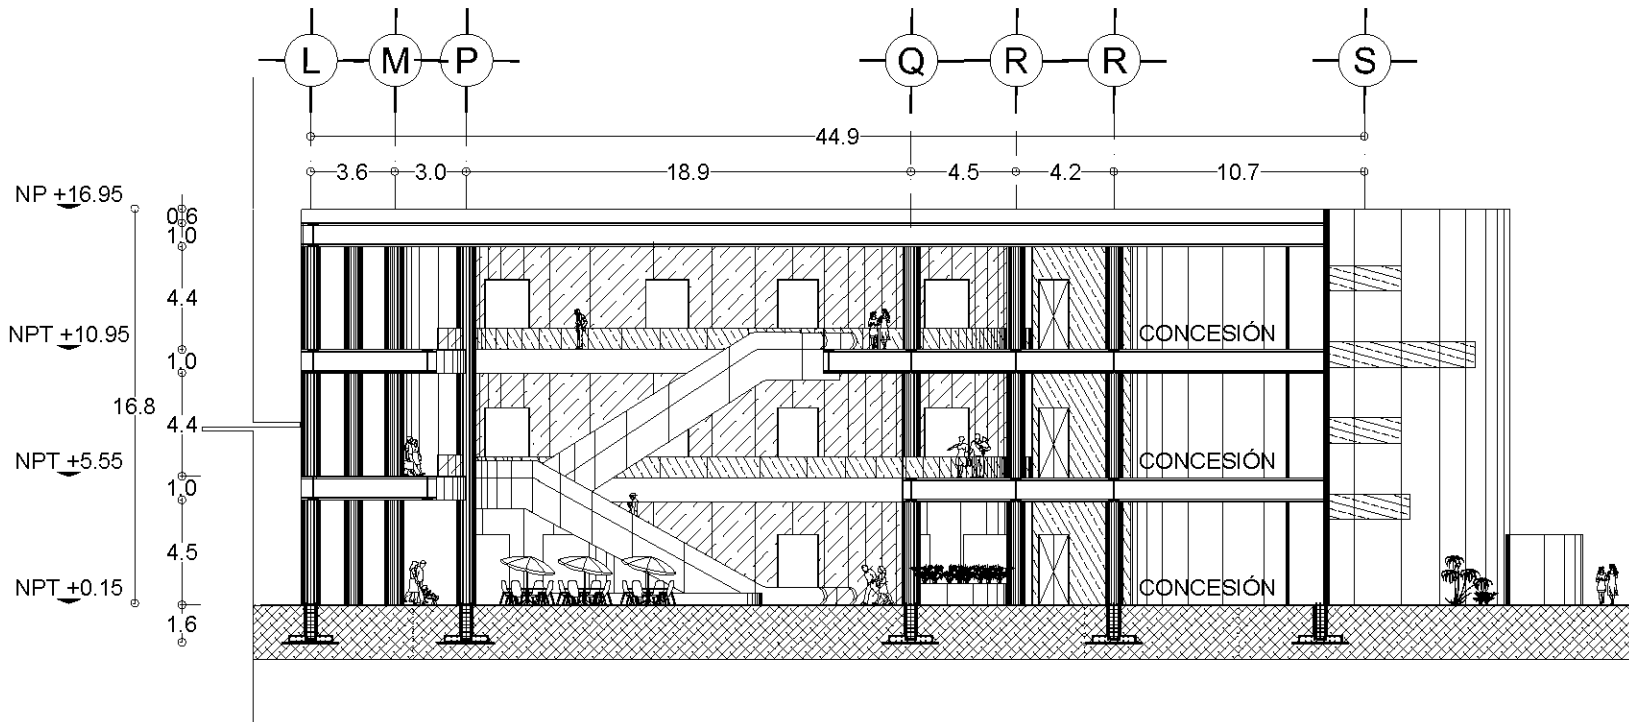 L M P Q R R S
44.9
3.6 3.0 18.9 4.5 4.2 10.7
NP +16.95
0.6
1.0
4.4
NPT +10.95
CONCESIÓN
1.0
16.8
4.4
NPT +5.55
CONCESIÓN
1.0
4.5
NPT +0.15
CONCESIÓN
1.6